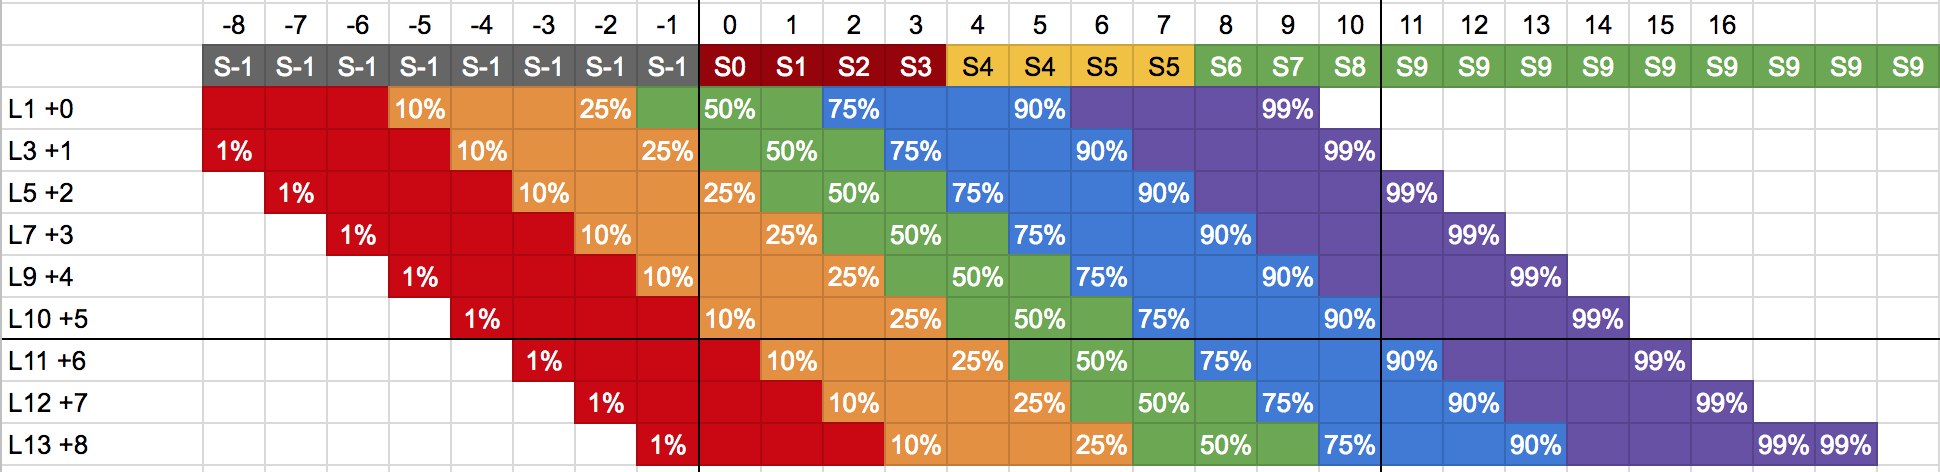 -8 -7 -6 -5 -4 -3 -2 -1 0 1 2 3 4 5 6 7 8 9 10 11 12 13 14 15 16
S-1 S-1 S-1 S-1 S-1 S-1 S-1 S-1 S0 S1 S2 S3 S4 S4 S5 S5 S6 S7 S8 S9 S9 S9 S9 S9 S9 S9 S9 S9
L1 +0 10% 25% 50% 75% 90% 99%
L3 +1 1% 10% 25% 50% 75% 90% 99%
L5 +2 1% 10% 25% 50% 75% 90% 99%
L7 +3 1% 10% 25% 50% 75% 90% 99%
L9 +4 1% 10% 25% 50% 75% 90% 99%
L10 +5 1% 10% 25% 50% 75% 90% 99%
L11 +6 1% 10% 25% 50% 75% 90% 99%
L12 +7 1% 10% 25% 50% 75% 90% 99%
L13 +8 1% 10% 25% 50% 75% 90% 99% 99%